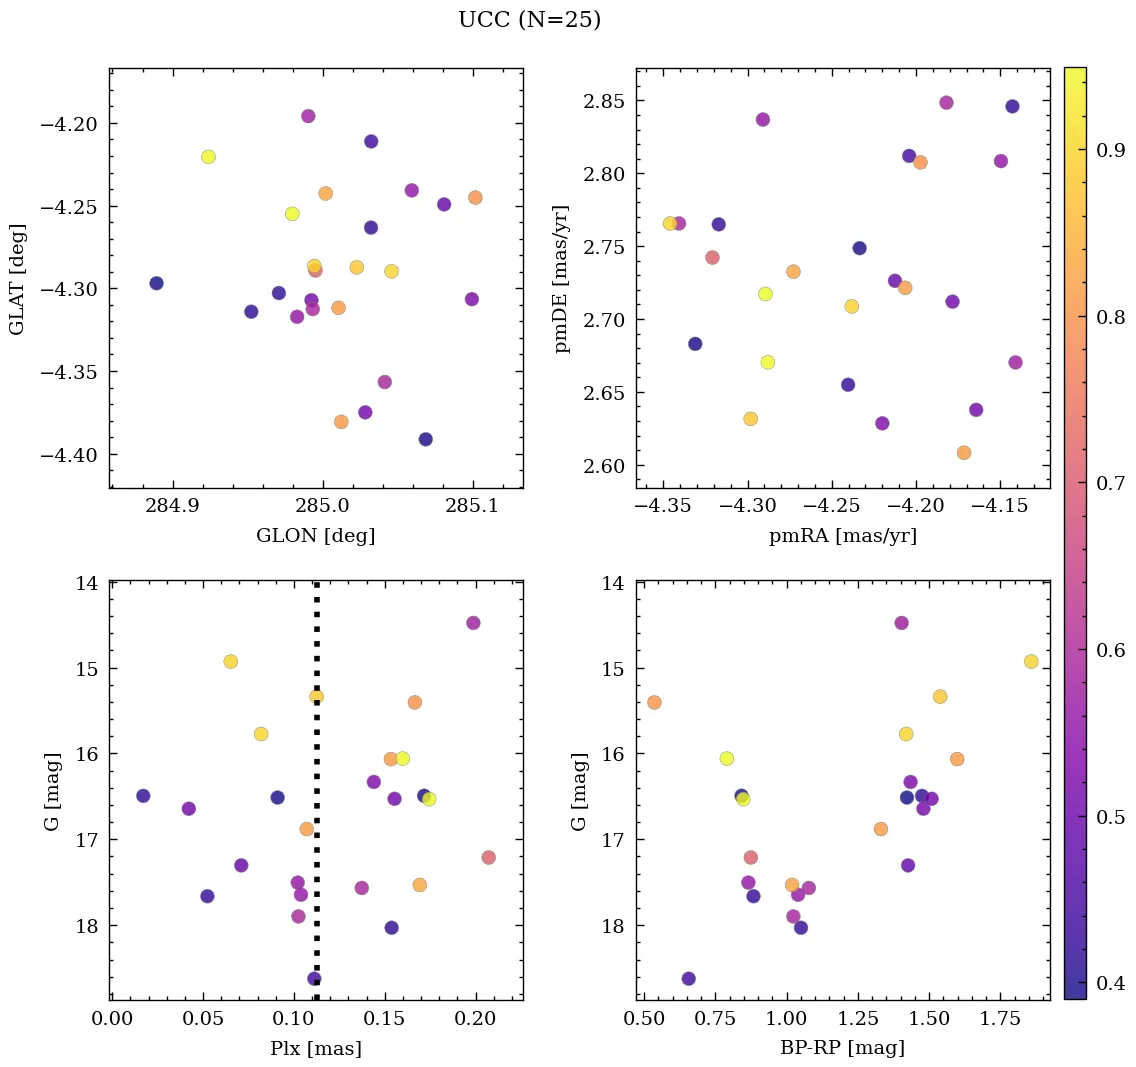 UCC (N=25)
−4.20
−4.25
−4.30
−4.35
−4.40
GLAT [deg]
284.9 285.0 285.1
GLON [deg]
2.85
2.80
2.75
2.70
2.65
2.60
pmDE [mas/yr]
−4.35 −4.30 −4.25 −4.20 −4.15
pmRA [mas/yr]
14
15
16
17
18
G [mag]
0.00 0.05 0.10 0.15 0.20
Plx [mas]
14
15
16
17
18
G [mag]
0.50 0.75 1.00 1.25 1.50 1.75
BP-RP [mag]
0.9
0.8
0.7
0.6
0.5
0.4